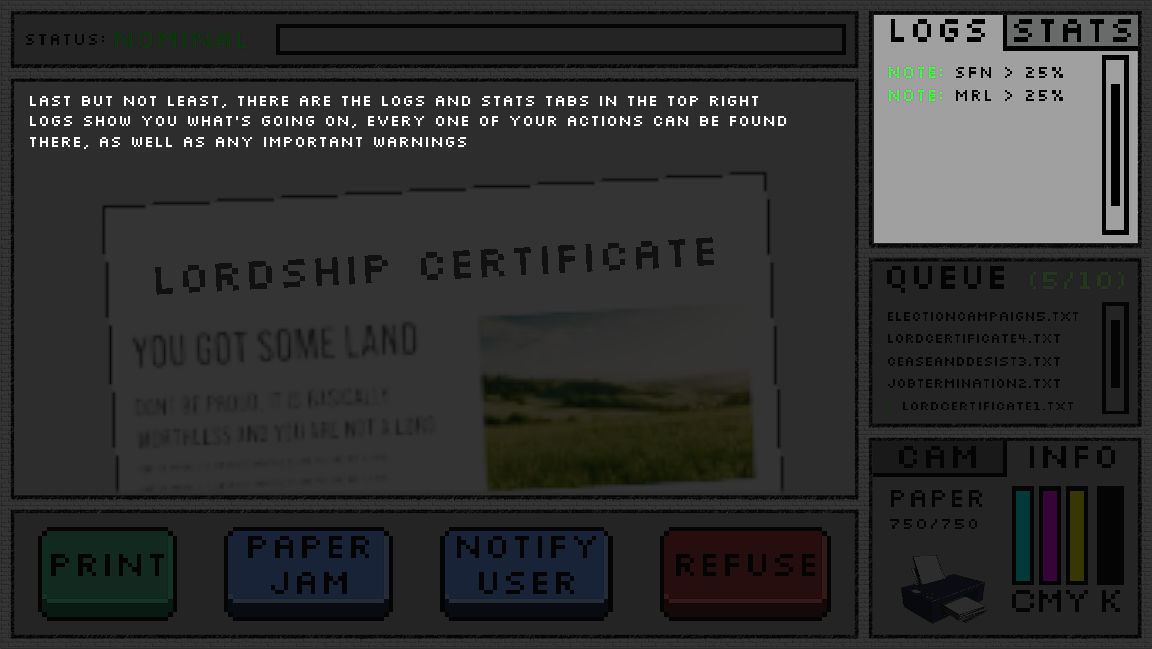 STATUS: NOMINAL
LAST BUT NOT LEAST, THERE ARE THE LOGS AND STATS TABS IN THE TOP RIGHT
LOGS SHOW YOU WHAT'S GOING ON, EVERY ONE OF YOUR ACTIONS CAN BE FOUND
THERE, AS WELL AS ANY IMPORTANT WARNINGS
LORDSHIP CERTIFICATE
YOU GOT SOME LAND
DONT BE PROUD. IT IS BASICALLY
WORTHLESS AND YOU ARE NOT A LORD
PRINT
PAPER
JAM
NOTIFY
USER
REFUSE
LOGS STATS
NOTE: SFN > 25%
NOTE: MRL > 25%
QUEUE (5/10)
ELECTIONCAMPAIGN5.TXT
LORDCERTIFICATE4.TXT
CEASEANDDESIST3.TXT
JOBTERMINATION2.TXT
LORDCERTIFICATE1.TXT
CAM INFO
PAPER
750/750
CMY K